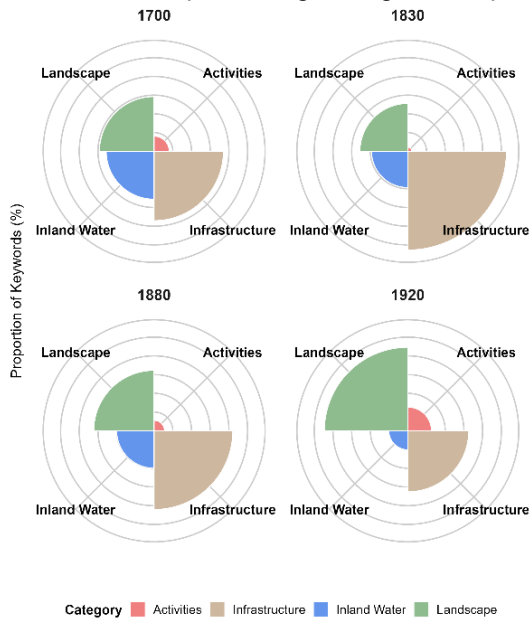 1700
1830
Landscape
Activities
Landscape
Activities
Inland Water
Infrastructure
Inland Water
Infrastructure
Proportion of Keywords (%)
1880
1920
Landscape
Activities
Landscape
Activities
Inland Water
Infrastructure
Inland Water
Infrastructure
Category Activities Infrastructure Inland Water Landscape